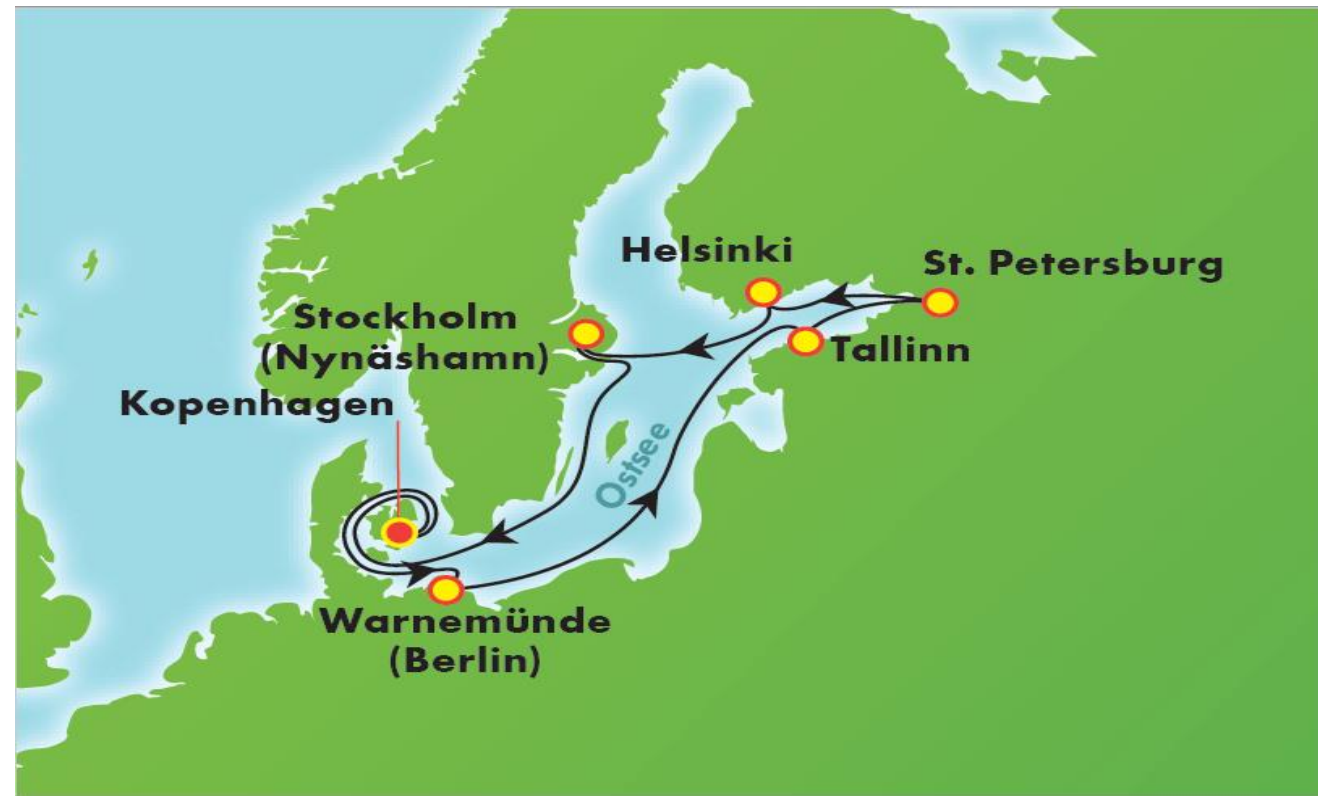 Helsinki
St. Petersburg
Stockholm
(Nynäshamn)
Tallinn
Kopenhagen
Ostsee
Warnemünde
(Berlin)